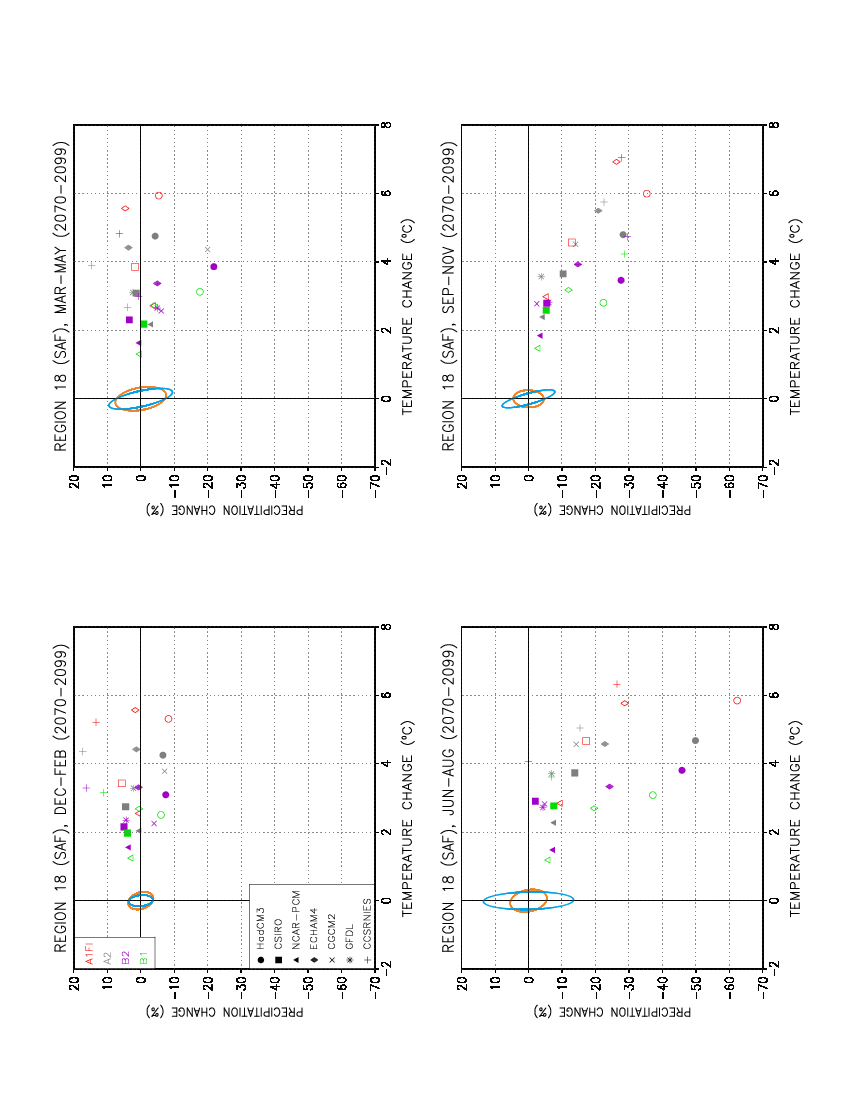 REGION 18 (SAF), MAR-MAY (2070-2099)
20
10
0
-10
-20
-30
-40
-50
-60
-70
-2
0
2
4
6
8
PRECIPITATION CHANGE (%)
TEMPERATURE CHANGE (ºC)
REGION 18 (SAF), SEP-NOV (2070-2099)
20
10
0
-10
-20
-30
-40
-50
-60
-70
-2
0
2
4
6
8
PRECIPITATION CHANGE (%)
TEMPERATURE CHANGE (ºC)
REGION 18 (SAF), DEC-FEB (2070-2099)
A1FI
A2
B2
B1
HadCM3
CSIRO
NCAR-PCM
ECHAM4
CGCM2
GFDL
CCSRNIES
20
10
0
-10
-20
-30
-40
-50
-60
-70
-2
0
2
4
6
8
PRECIPITATION CHANGE (%)
TEMPERATURE CHANGE (ºC)
REGION 18 (SAF), JUN-AUG (2070-2099)
20
10
0
-10
-20
-30
-40
-50
-60
-70
-2
0
2
4
6
8
PRECIPITATION CHANGE (%)
TEMPERATURE CHANGE (ºC)